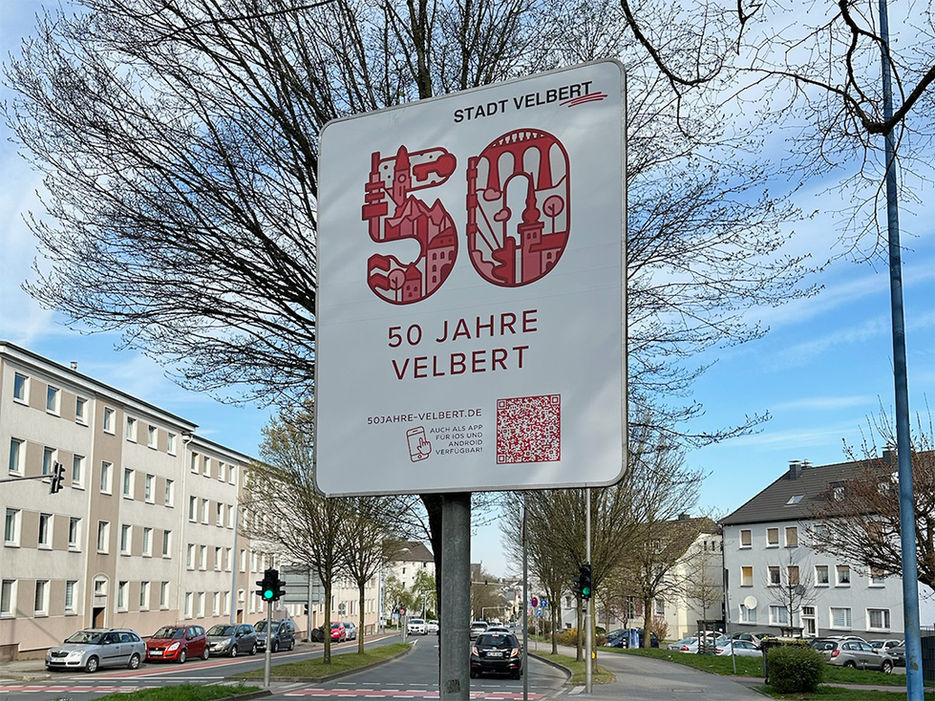 STADT VELBERT
50
50 JAHRE
VELBERT
50JAHRE-VELBERT.DE
AUCH ALS APP
FÜR IOS UND
ANDROID
VERFÜGBAR!